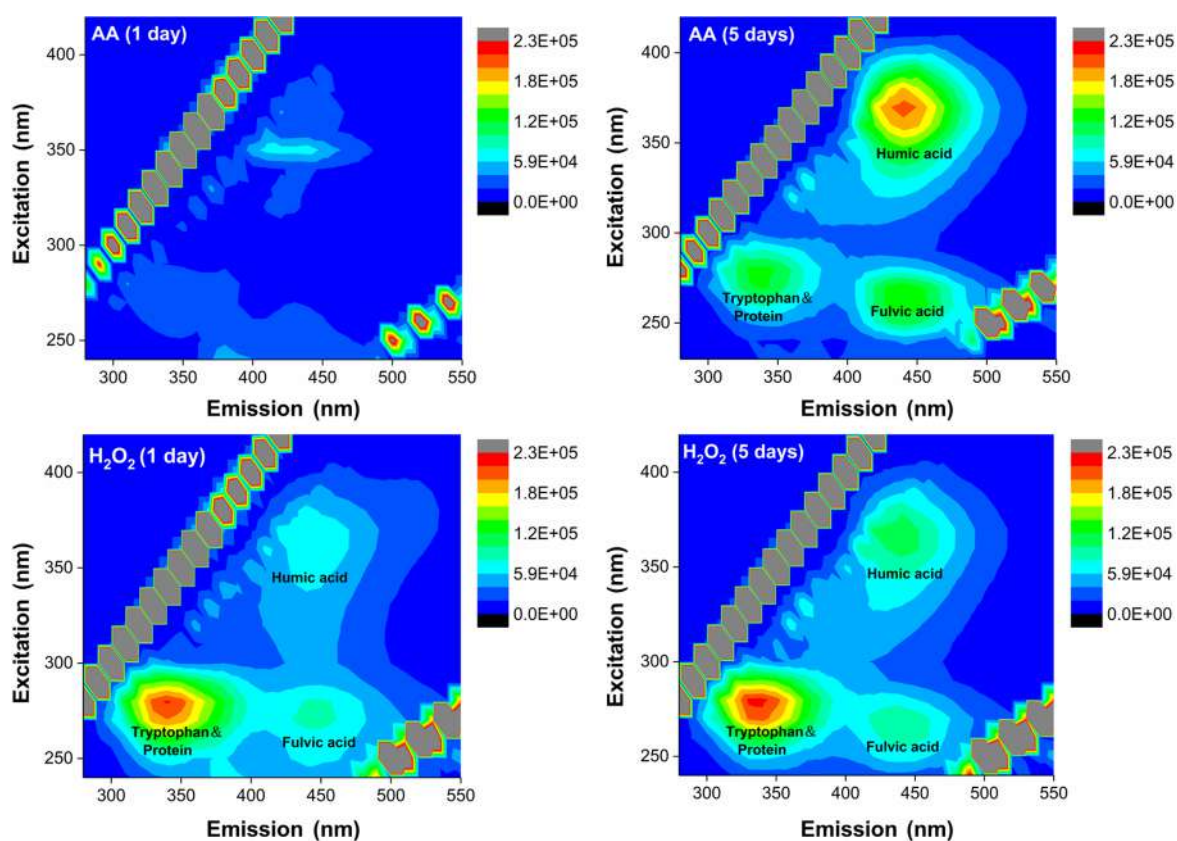 AA (1 day)
Excitation (nm)
400
350
300
250
300
350
400
450
500
550
Emission (nm)
2.3E+05
1.8E+05
1.2E+05
5.9E+04
0.0E+00
AA (5 days)
Excitation (nm)
400
350
300
250
Humic acid
Tryptophan&
Protein
Fulvic acid
300
350
400
450
500
550
Emission (nm)
2.3E+05
1.8E+05
1.2E+05
5.9E+04
0.0E+00
H₂O₂ (1 day)
Excitation (nm)
400
350
300
250
Humic acid
Tryptophan&
Protein
Fulvic acid
300
350
400
450
500
550
Emission (nm)
2.3E+05
1.8E+05
1.2E+05
5.9E+04
0.0E+00
H₂O₂ (5 days)
Excitation (nm)
400
350
300
250
Humic acid
Tryptophan&
Protein
Fulvic acid
300
350
400
450
500
550
Emission (nm)
2.3E+05
1.8E+05
1.2E+05
5.9E+04
0.0E+00